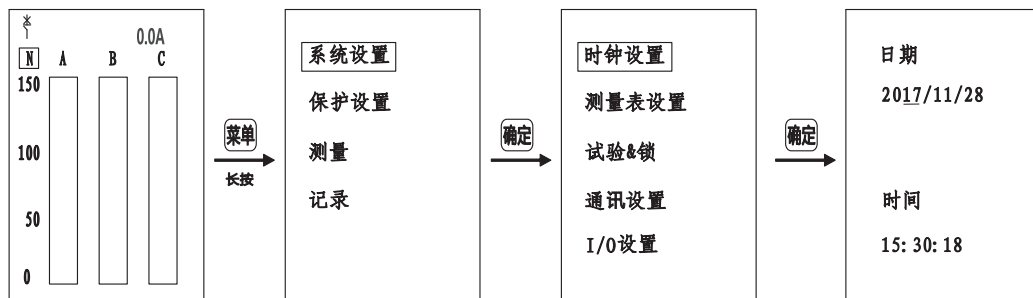 0.0A
N A B C
150
100
50
0
菜单
长按
系统设置
保护设置
测量
记录
确定
时钟设置
测量表设置
试验&锁
通讯设置
I/O设置
确定
日期
2017/11/28
时间
15:30:18